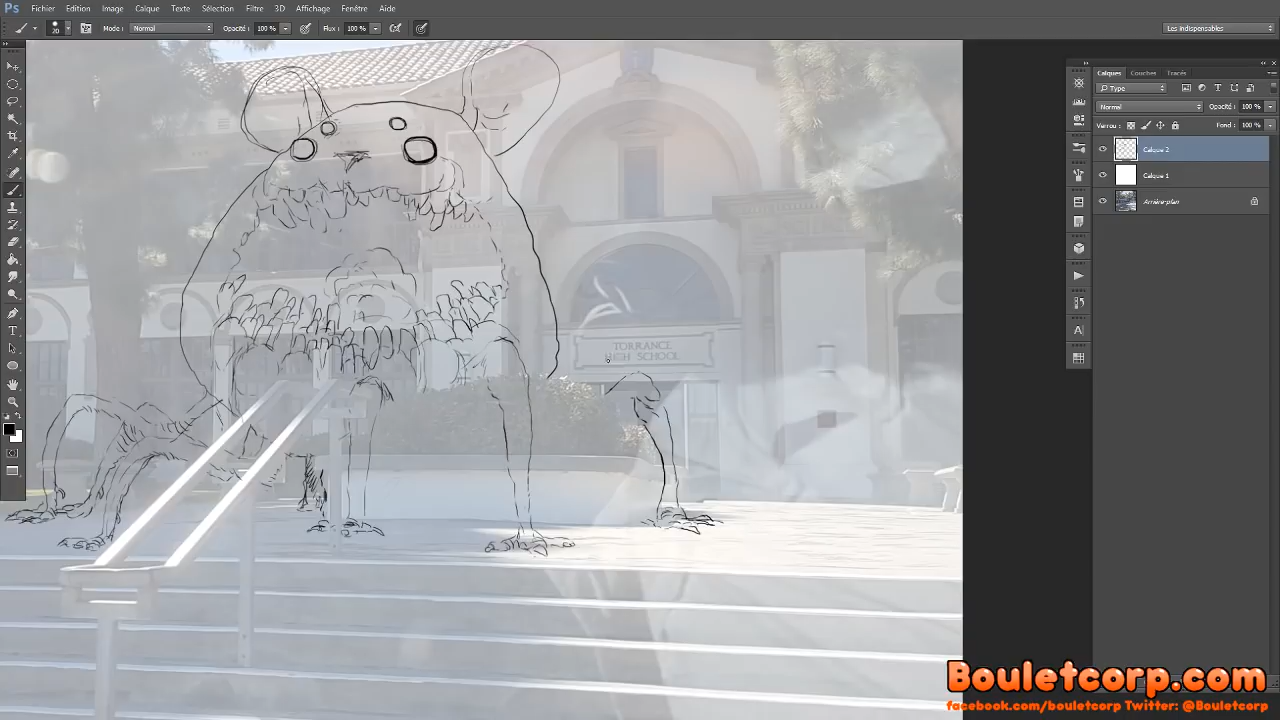 Ps Fichier Edition Image Calque Texte Sélection Filtre 3D Affichage Fenêtre Aide
20 Mode : Normal Opacité : 100 % Flux : 100 % Les indispensables
Calques Couches Tracés
Type
Normal Opacité : 100 %
Verrou : Fond : 100 %
Calque 2
Calque 1
Arrière-plan
TORRANCE
HIGH SCHOOL
Bouletcorp.com
facebook.com/bouletcorp Twitter: @Bouletcorp